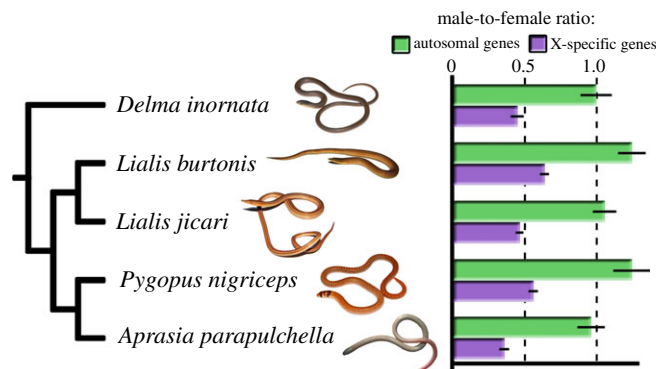 male-to-female ratio:
autosomal genes X-specific genes
0 0.5 1.0
Delma inornata
Lialis burtonis
Lialis jicari
Pygopus nigriceps
Aprasia parapulchella